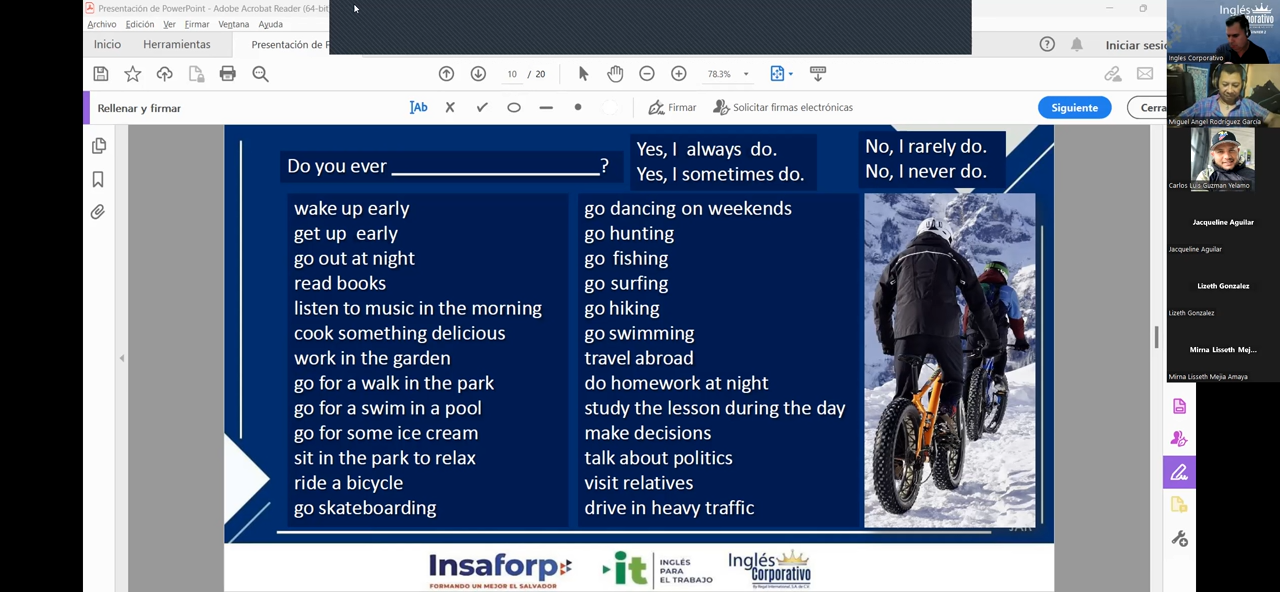 Presentación de PowerPoint - Adobe Acrobat Reader (64-bit
Archivo Edición Ver Firmar Ventana Ayuda
Inicio Herramientas Presentación de
Iniciar sesi
10 / 20
78.3%
Rellenar y firmar
Ab
Firmar
Solicitar firmas electrónicas
Siguiente
Cerra
Do you ever ____________________?
Yes, I always do.
Yes, I sometimes do.
No, I rarely do.
No, I never do.
wake up early
get up early
go out at night
read books
listen to music in the morning
cook something delicious
work in the garden
go for a walk in the park
go for a swim in a pool
go for some ice cream
sit in the park to relax
ride a bicycle
go skateboarding
go dancing on weekends
go hunting
go fishing
go surfing
go hiking
go swimming
travel abroad
do homework at night
study the lesson during the day
make decisions
talk about politics
visit relatives
drive in heavy traffic
Insaforp
FORMANDO UN MEJOR EL SALVADOR
it
INGLÉS
PARA
EL TRABAJO
Inglés
Corporativo
Inglés
Corporativo
Ingles Corporativo
Miguel Angel Rodriguez Garcia
Carlos Luis Guzman Yelamo
Jacqueline Aguilar
Jacqueline Aguilar
Lizeth Gonzalez
Lizeth Gonzalez
Mirna Lisseth Mej...
Mirna Lisseth Mejia Amaya